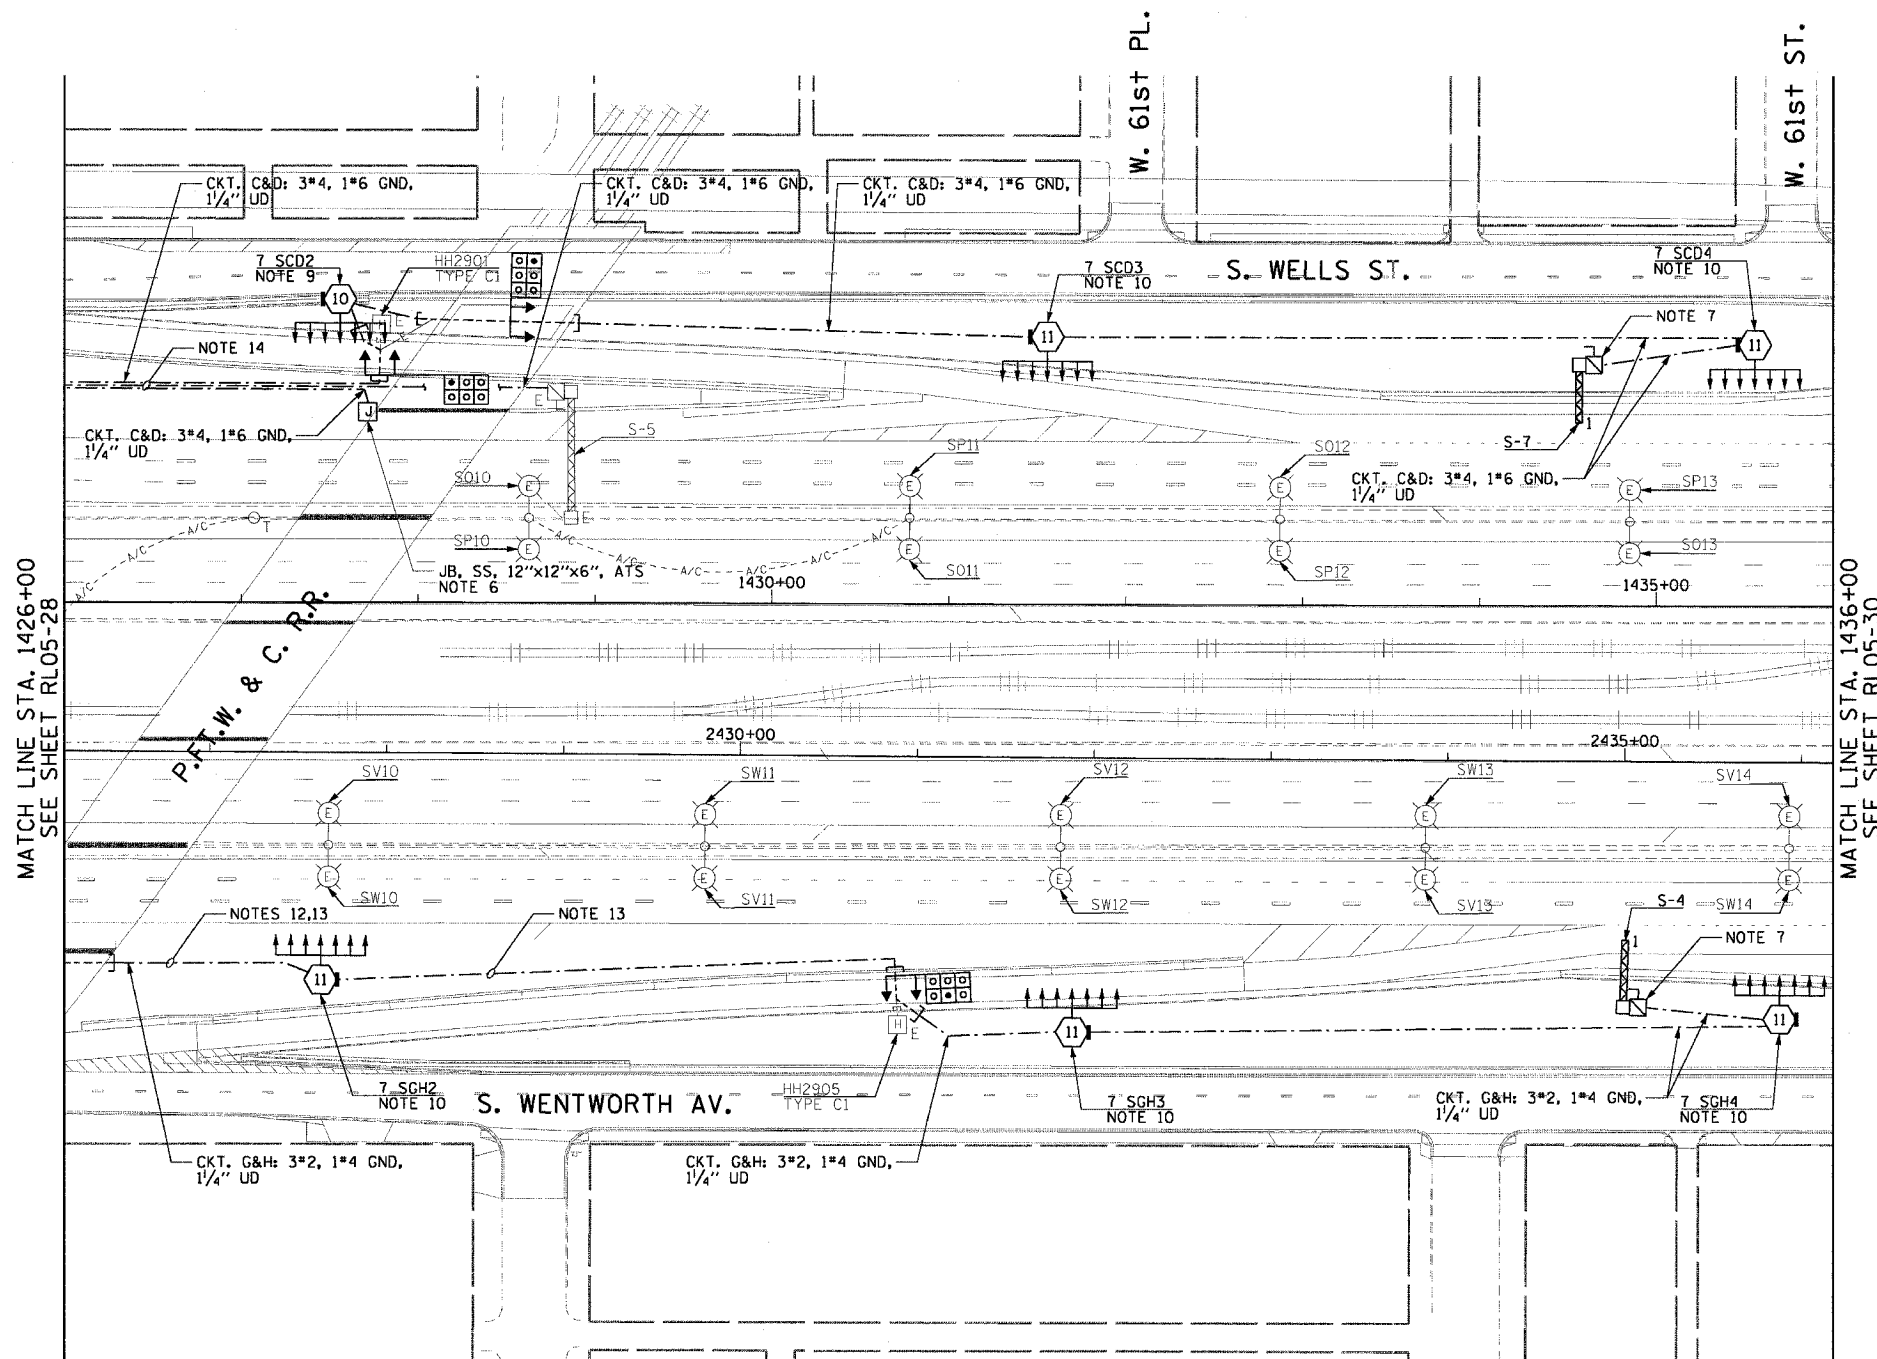 W. 61st PL.
W. 61st ST.
CKT. C&D: 3#4, 1#6 GND,
1¼" UD
CKT. C&D: 3#4, 1#6 GND,
1¼" UD
CKT. C&D: 3#4, 1#6 GND,
1¼" UD
7 SCD2
NOTE 9
HH2901
TYPE C1
7 SCD3
NOTE 10
S. WELLS ST.
7 SCD4
NOTE 10
10
E
11
NOTE 7
11
NOTE 14
E
J
1
CKT. C&D: 3#4, 1#6 GND,
1¼" UD
S-5
S-7
SP11
SO12
CKT. C&D: 3#4, 1#6 GND,
1¼" UD
SP13
SO10
E
E
E
E
A/C
A/C
T
E
SP10
E
A/C
A/C
A/C
A/C
A/C
E
E
E
SO13
SO11
SP12
JB, SS, 12"x12"x6", ATS
NOTE 6
1430+00
1435+00
A/C
MATCH LINE STA. 1426+00
SEE SHEET RL05-28
MATCH LINE STA. 1436+00
SEE SHEET RL05-30
P.FT.W. & C. R.R.
2430+00
2435+00
SV10
SW11
SV12
SW13
SV14
E
E
E
E
E
E
E
E
E
E
SW10
SV11
SW12
SV13
SW14
NOTES 12,13
NOTE 13
S-4
1
NOTE 7
11
H
E
11
11
7 SGH2
NOTE 10
S. WENTWORTH AV.
HH2905
TYPE C1
7 SGH3
NOTE 10
CKT. G&H: 3#2, 1#4 GND,
1¼" UD
7 SGH4
NOTE 10
CKT. G&H: 3#2, 1#4 GND,
1¼" UD
CKT. G&H: 3#2, 1#4 GND,
1¼" UD